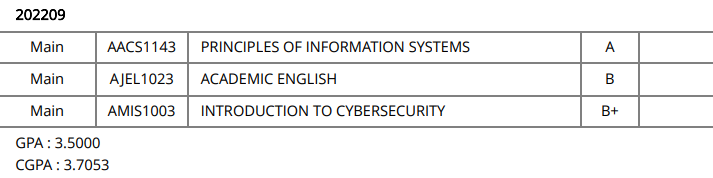 202209
Main AACS1143 PRINCIPLES OF INFORMATION SYSTEMS A
Main AJEL1023 ACADEMIC ENGLISH B
Main AMIS1003 INTRODUCTION TO CYBERSECURITY B+
GPA : 3.5000
CGPA : 3.7053